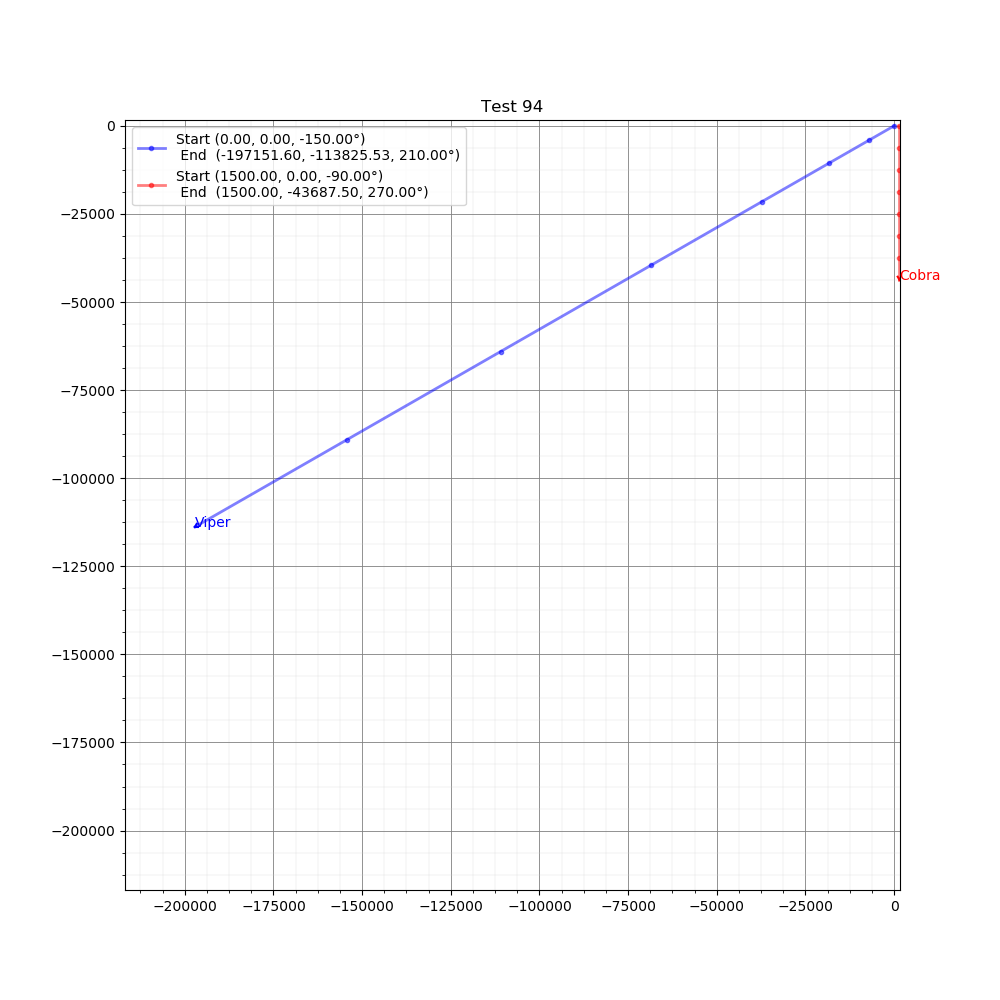 Test 94
Start (0.00, 0.00, -150.00°)
End (-197151.60, -113825.53, 210.00°)
Start (1500.00, 0.00, -90.00°)
End (1500.00, -43687.50, 270.00°)
0
−25000
−50000
−75000
−100000
−125000
−150000
−175000
−200000
Cobra
Viper
−200000 −175000 −150000 −125000 −100000 −75000 −50000 −25000 0